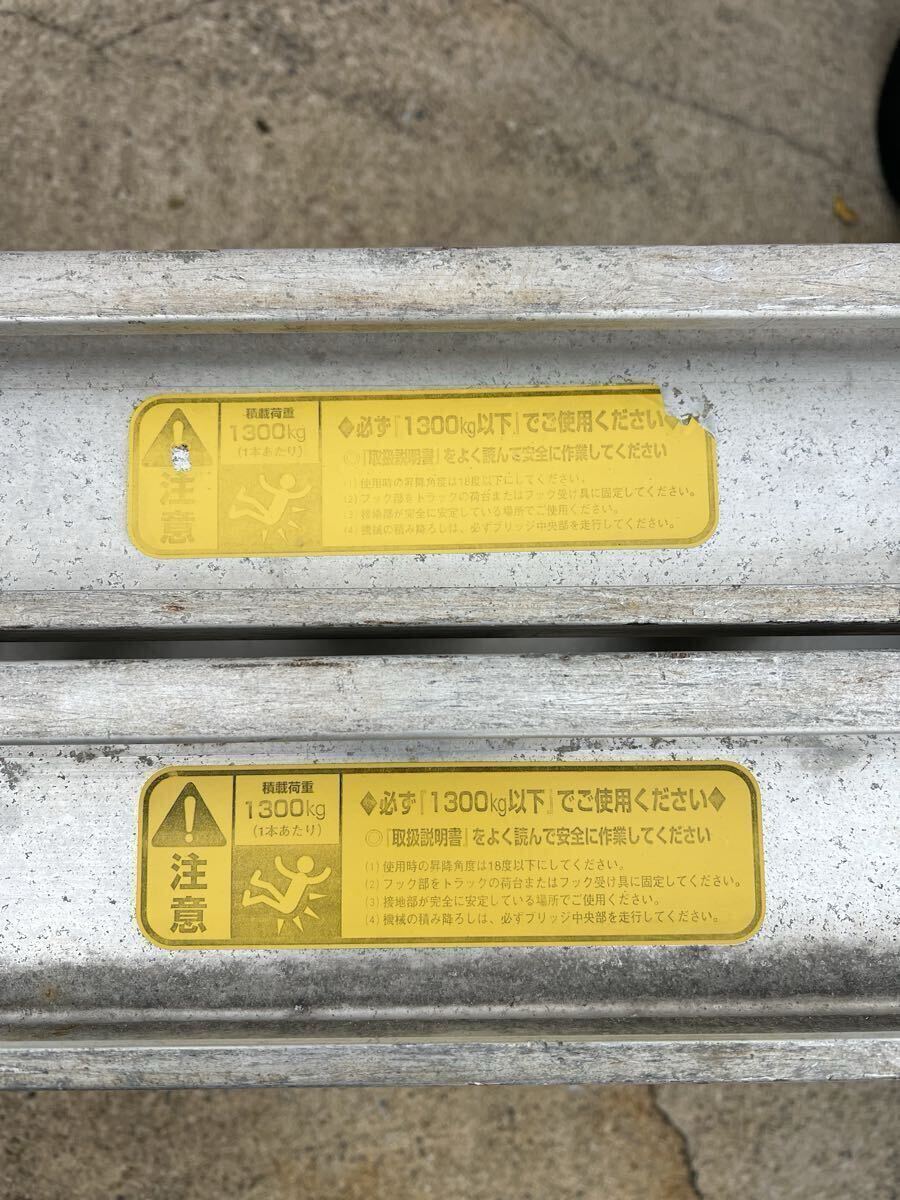 注意
積載荷重
1300kg
(1本あたり)
◆必ず『1300kg以下』でご使用ください
◎『取扱説明書』をよく読んで安全に作業してください
(1) 使用時の昇降角度は18度以下にしてください。
(2) フック部をトラックの荷台またはフック受け具に固定してください。
(3) 接地部が完全に安定している場所でご使用ください。
(4) 機械の積み降ろしは、必ずブリッジ中央部を走行してください。
注意
積載荷重
1300kg
(1本あたり)
◆必ず『1300kg以下』でご使用ください◆
◎『取扱説明書』をよく読んで安全に作業してください
(1) 使用時の昇降角度は18度以下にしてください。
(2) フック部をトラックの荷台またはフック受け具に固定してください。
(3) 接地部が完全に安定している場所でご使用ください。
(4) 機械の積み降ろしは、必ずブリッジ中央部を走行してください。